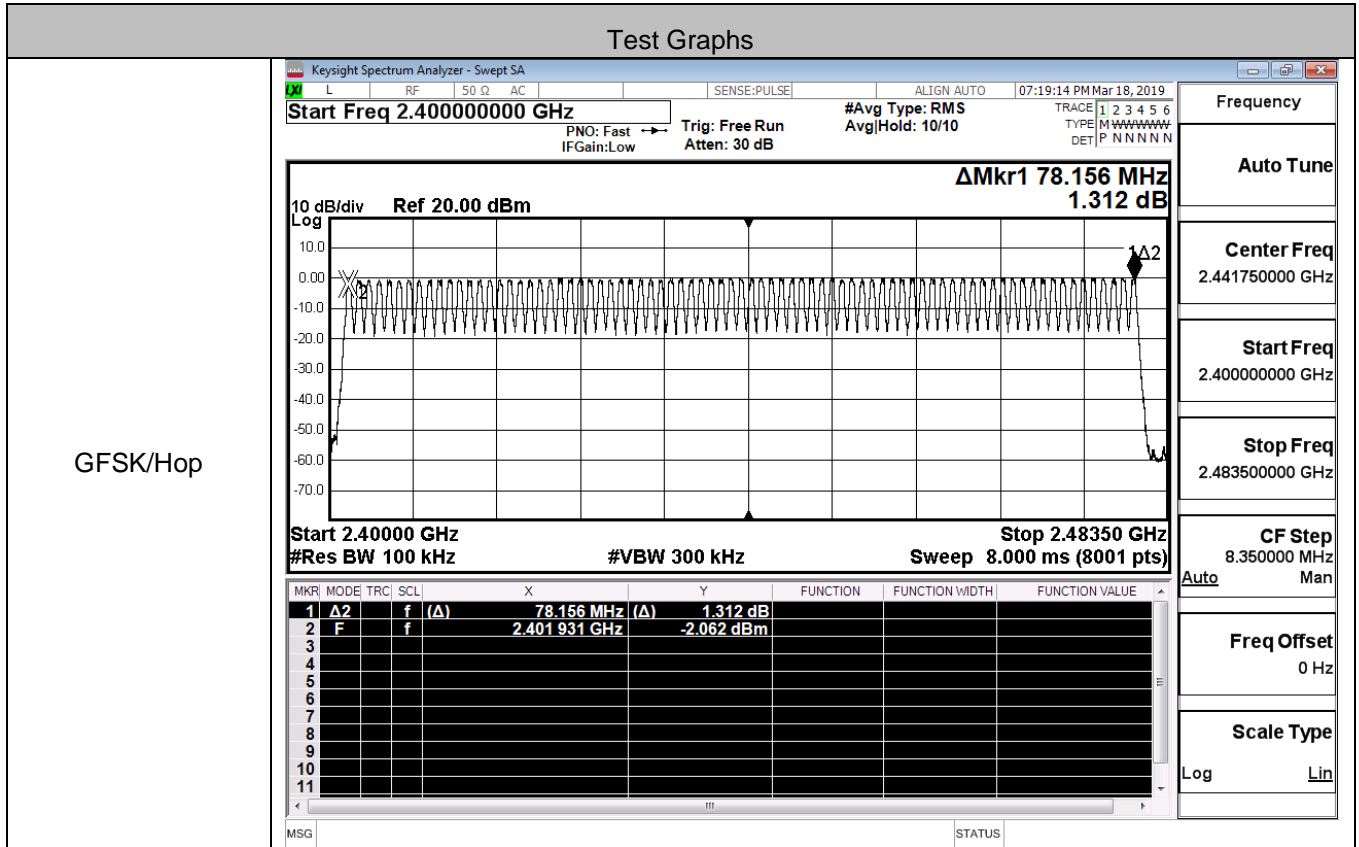 Test Graphs
GFSK/Hop
Keysight Spectrum Analyzer - Swept SA
LXI L RF 50 Ω AC SENSE:PULSE ALIGN AUTO 07:19:14 PM Mar 18, 2019
Start Freq 2.400000000 GHz
PNO: Fast
IFGain:Low
Trig: Free Run
Atten: 30 dB
#Avg Type: RMS
Avg|Hold: 10/10
TRACE 1 2 3 4 5 6
TYPE M WWWWW
DET P N N N N N
ΔMkr1 78.156 MHz
1.312 dB
10 dB/div Ref 20.00 dBm
Log
10.0
0.00
-10.0
-20.0
-30.0
-40.0
-50.0
-60.0
-70.0
2
1Δ2
Start 2.40000 GHz Stop 2.48350 GHz
#Res BW 100 kHz #VBW 300 kHz Sweep 8.000 ms (8001 pts)
MKR MODE TRC SCL X Y FUNCTION FUNCTION WIDTH FUNCTION VALUE
1 Δ2 f (Δ) 78.156 MHz (Δ) 1.312 dB
2 F f 2.401 931 GHz -2.062 dBm
3
4
5
6
7
8
9
10
11
MSG STATUS
Frequency
Auto Tune
Center Freq
2.441750000 GHz
Start Freq
2.400000000 GHz
Stop Freq
2.483500000 GHz
CF Step
8.350000 MHz
Auto Man
Freq Offset
0 Hz
Scale Type
Log Lin